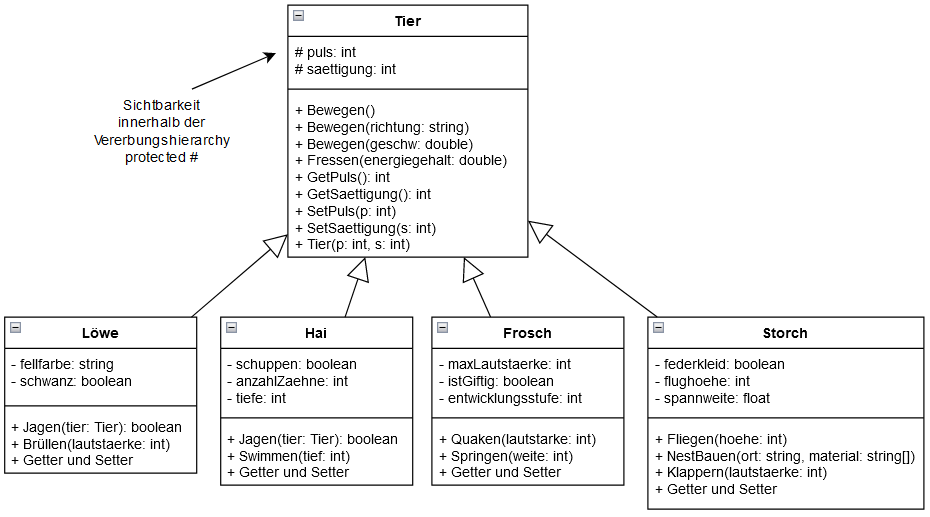 Tier
# puls: int
# saettigung: int
Sichtbarkeit
innerhalb der
Vererbungshierarchy
protected #
+ Bewegen()
+ Bewegen(richtung: string)
+ Bewegen(geschw: double)
+ Fressen(energiegehalt: double)
+ GetPuls(): int
+ GetSaettigung(): int
+ SetPuls(p: int)
+ SetSaettigung(s: int)
+ Tier(p: int, s: int)
Löwe
- fellfarbe: string
- schwanz: boolean
+ Jagen(tier: Tier): boolean
+ Brüllen(lautstaerke: int)
+ Getter und Setter
Hai
- schuppen: boolean
- anzahlZaehne: int
- tiefe: int
+ Jagen(tier: Tier): boolean
+ Swimmen(tief: int)
+ Getter und Setter
Frosch
- maxLautstaerke: int
- istGiftig: boolean
- entwicklungsstufe: int
+ Quaken(lautstarke: int)
+ Springen(weite: int)
+ Getter und Setter
Storch
- federkleid: boolean
- flughoehe: int
- spannweite: float
+ Fliegen(hoehe: int)
+ NestBauen(ort: string, material: string[])
+ Klappern(lautstaerke: int)
+ Getter und Setter